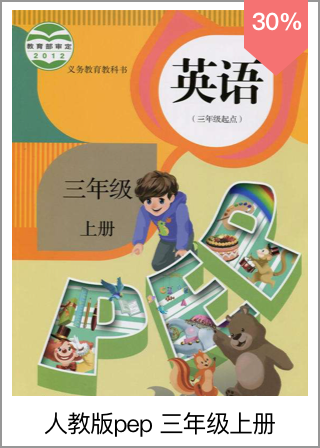 30%
教育部审定
2012
义务教育教科书
英语
(三年级起点)
三年级
上册
PEP
人教版pep 三年级上册